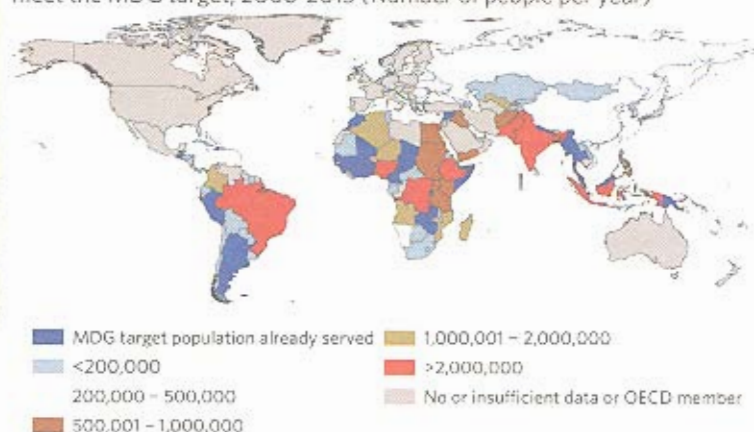 meet the MDG target, 2000–2015 (Number of people per year)
MDG target population already served
<200,000
200,000 – 500,000
500,001 – 1,000,000
1,000,001 – 2,000,000
>2,000,000
No or insufficient data or OECD member